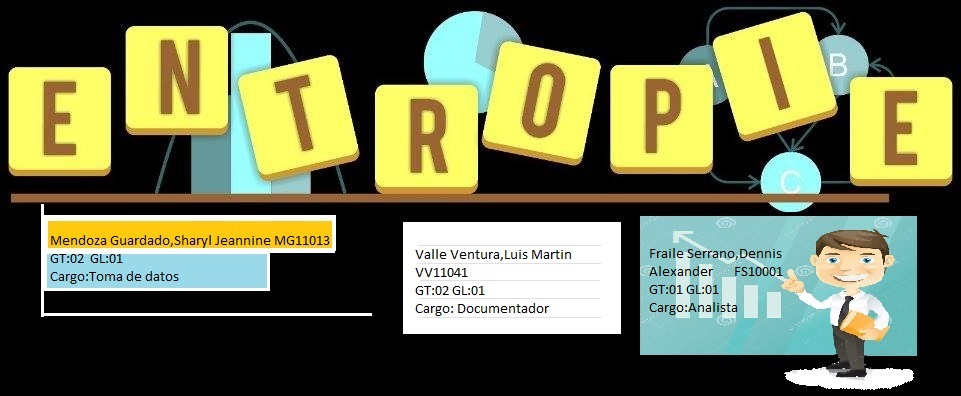 ENTROPIE
A
B
C
Mendoza Guardado,Sharyl Jeannine MG11013
GT:02 GL:01
Cargo:Toma de datos
Valle Ventura,Luis Martin
VV11041
GT:02 GL:01
Cargo: Documentador
Fraile Serrano,Dennis
Alexander FS10001
GT:01 GL:01
Cargo:Analista